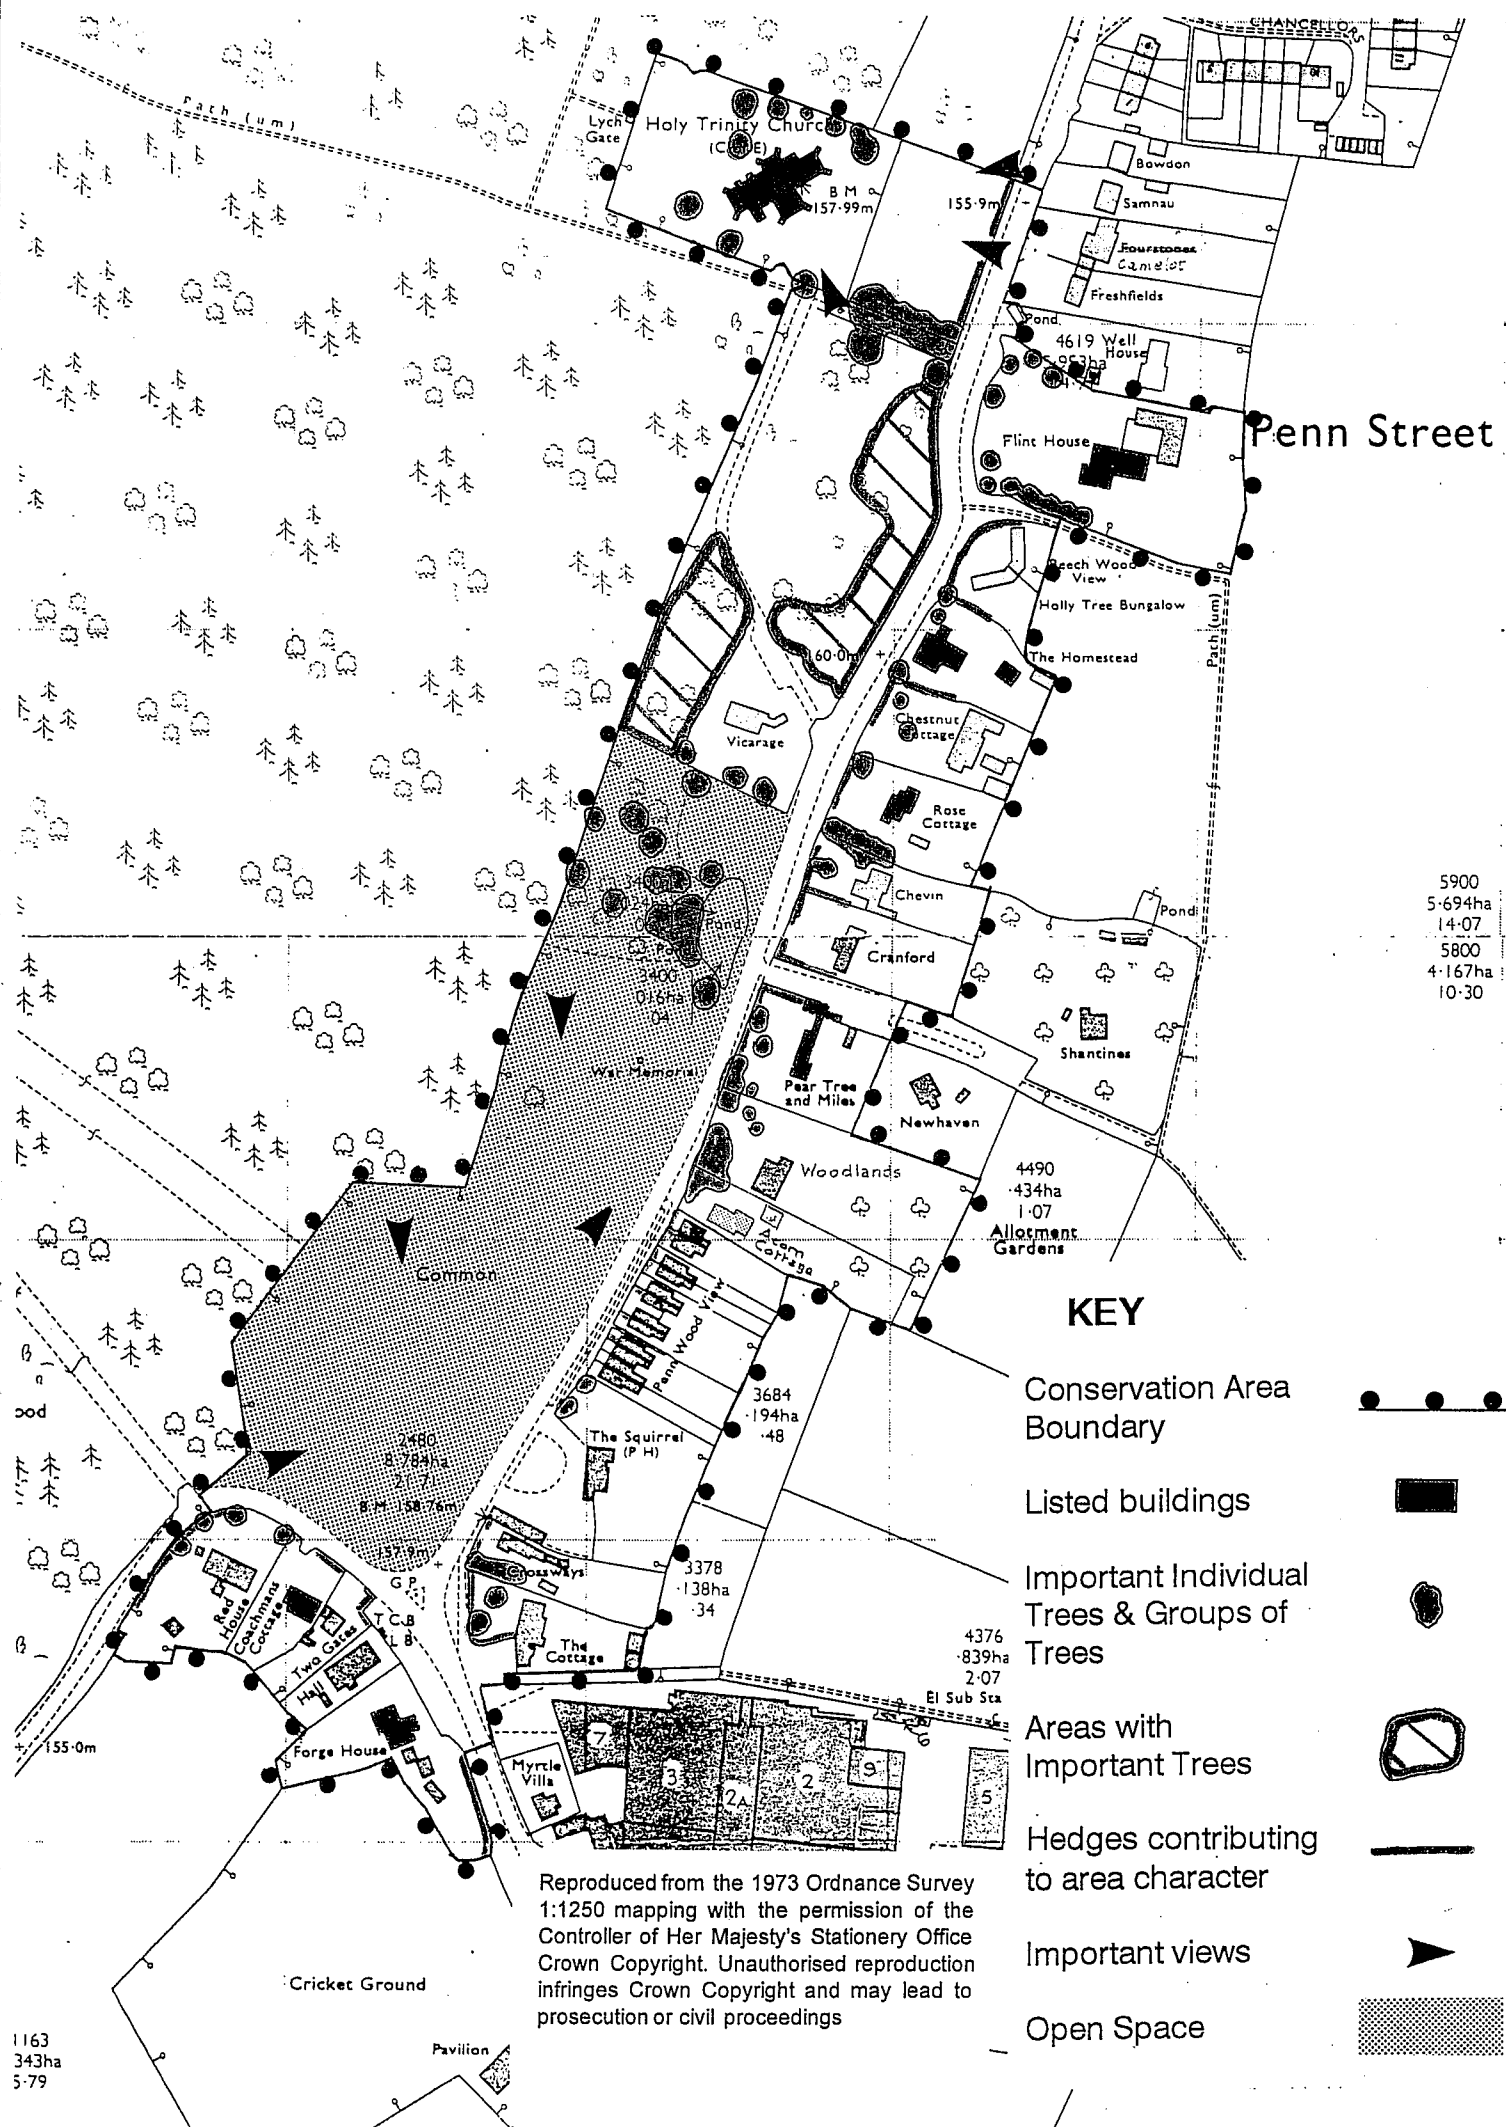 CHANCELLORS
Path (um)
Lych
Gate
Holy Trinity Church
B M
157·99m
155·9m
Bowdon
Samnau
Fourstones
Camelot
Freshfields
Pond
4619
Well
House
Penn Street
Flint House
Beech Wood
View
Holly Tree Bungalow
Path (um)
The Homestead
60·0m
Chestnut
Cottage
Vicarage
Rose
Cottage
Chevin
Pond
Pond
Cranford
5900
5·694ha
14·07
5800
4·167ha
10·30
3400
016ha
04
War Memorial
Shantines
Pear Tree
and Miles
Newhaven
Woodlands
4490
·434ha
1·07
Allotment
Gardens
Acorn
Cottage
Common
Penn Wood View
3684
·194ha
·48
The Squirrel
(P H)
2480
8·784ha
21·71
B M 158·76m
157·9m
G P
T C B
L B
Crossways
3378
·138ha
·34
Red
House
Coachmans
Cottage
Two Gates
Hall
The
Cottage
4376
·839ha
2·07
El Sub Sta
155·0m
Forge House
Myrtle
Villa
7
3
2A
2
9
5
Cricket Ground
Pavilion
1163
343ha
5·79
KEY
Conservation Area
Boundary
Listed buildings
Important Individual
Trees & Groups of
Trees
Areas with
Important Trees
Hedges contributing
to area character
Important views
Open Space
Reproduced from the 1973 Ordnance Survey
1:1250 mapping with the permission of the
Controller of Her Majesty's Stationery Office
Crown Copyright. Unauthorised reproduction
infringes Crown Copyright and may lead to
prosecution or civil proceedings